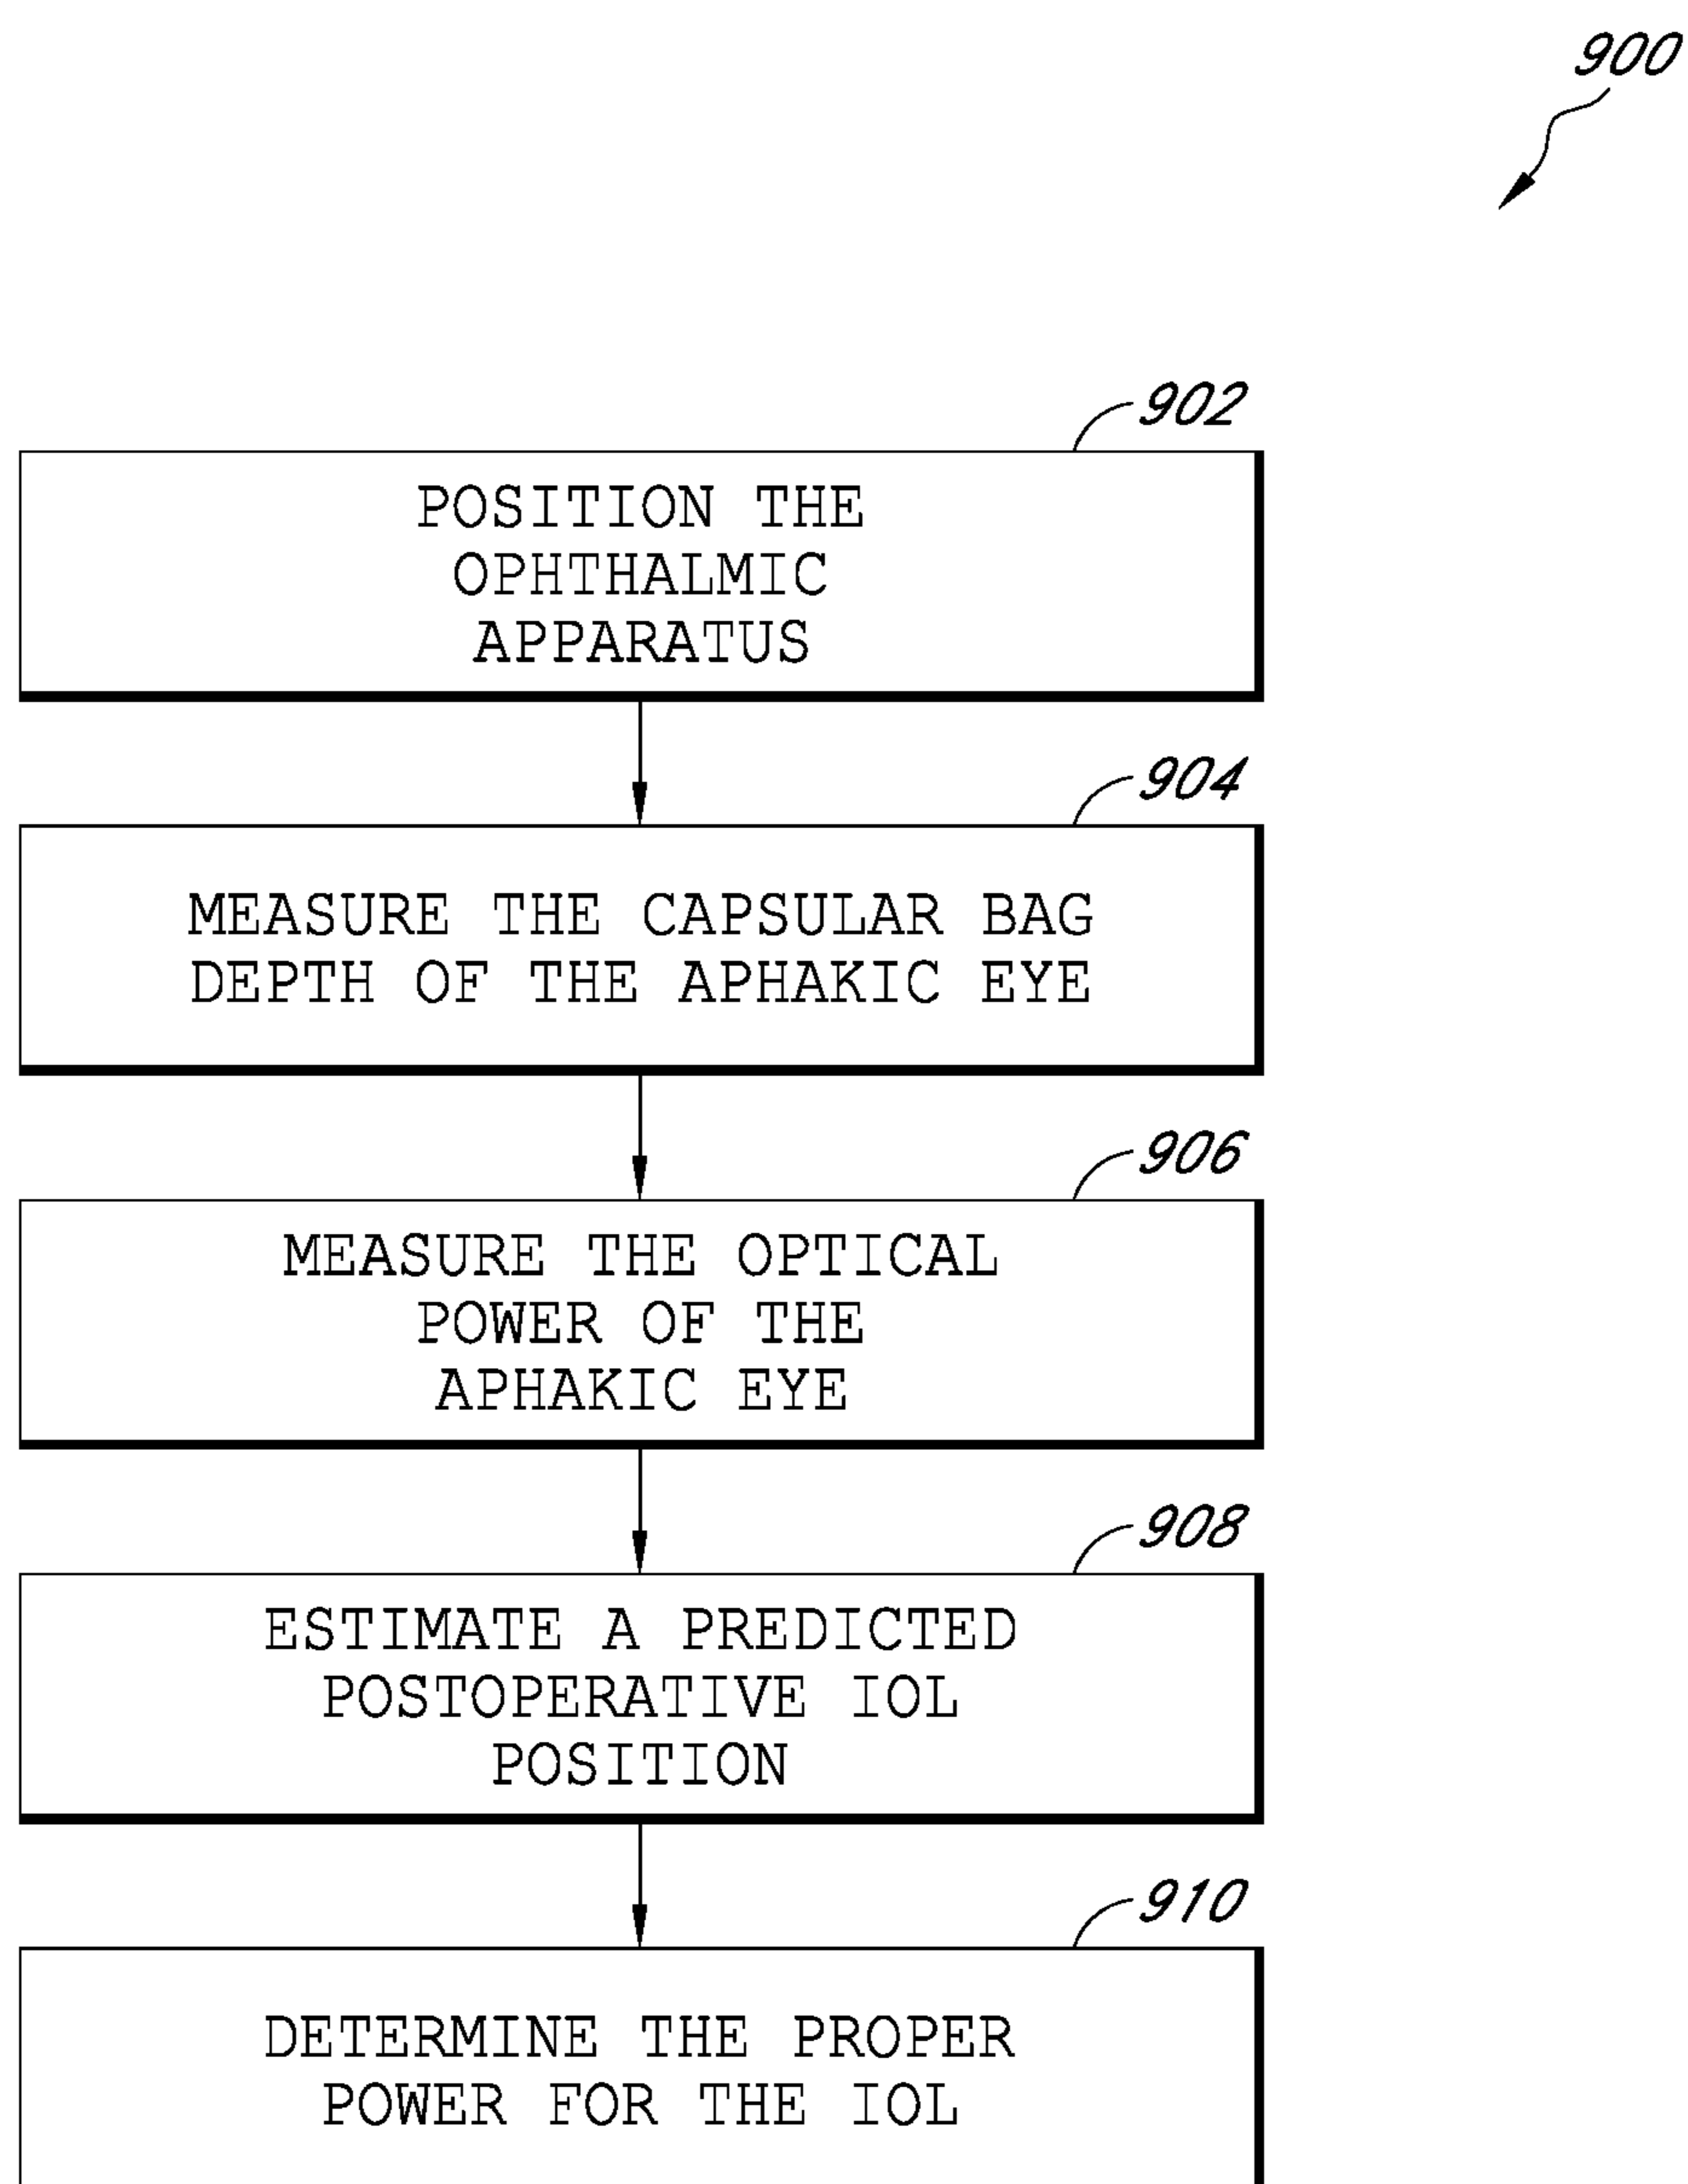 900
902
POSITION THE
OPHTHALMIC
APPARATUS
904
MEASURE THE CAPSULAR BAG
DEPTH OF THE APHAKIC EYE
906
MEASURE THE OPTICAL
POWER OF THE
APHAKIC EYE
908
ESTIMATE A PREDICTED
POSTOPERATIVE IOL
POSITION
910
DETERMINE THE PROPER
POWER FOR THE IOL